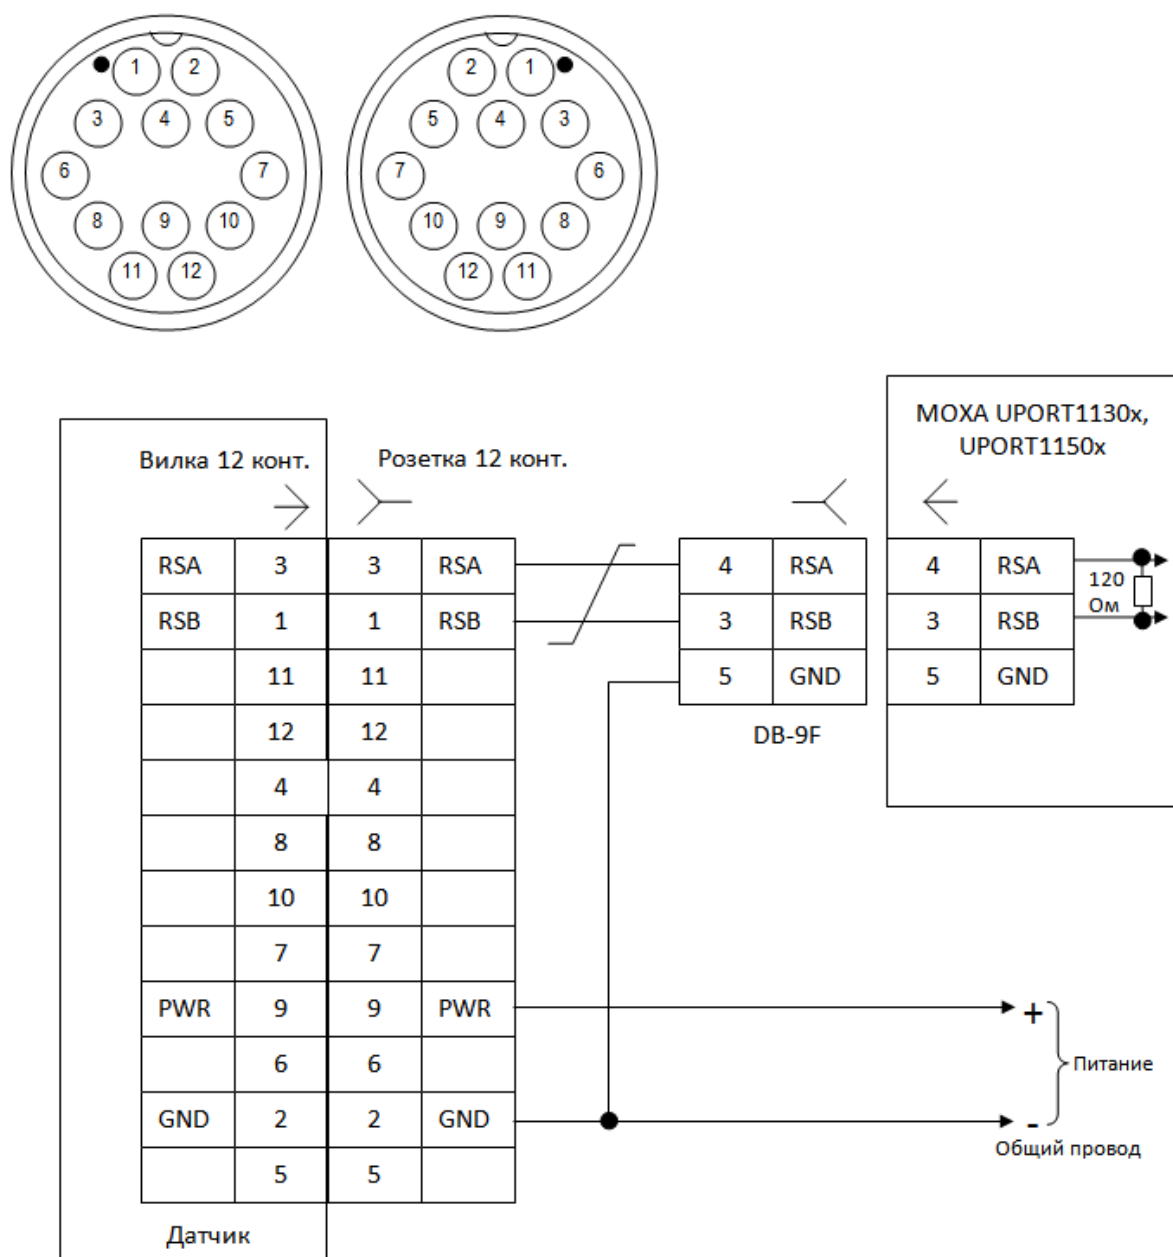 1 2
3 4 5
6 7
8 9 10
11 12
2 1
5 4 3
7 6
10 9 8
12 11
MOXA UPORT1130x,
UPORT1150x
Вилка 12 конт.
Розетка 12 конт.
RSA 3 3 RSA
RSB 1 1 RSB
11 11
12 12
4 4
8 8
10 10
7 7
PWR 9 9 PWR
6 6
GND 2 2 GND
5 5
Датчик
4 RSA
3 RSB
5 GND
DB-9F
4 RSA
3 RSB
5 GND
120
Ом
+
Питание
-
Общий провод